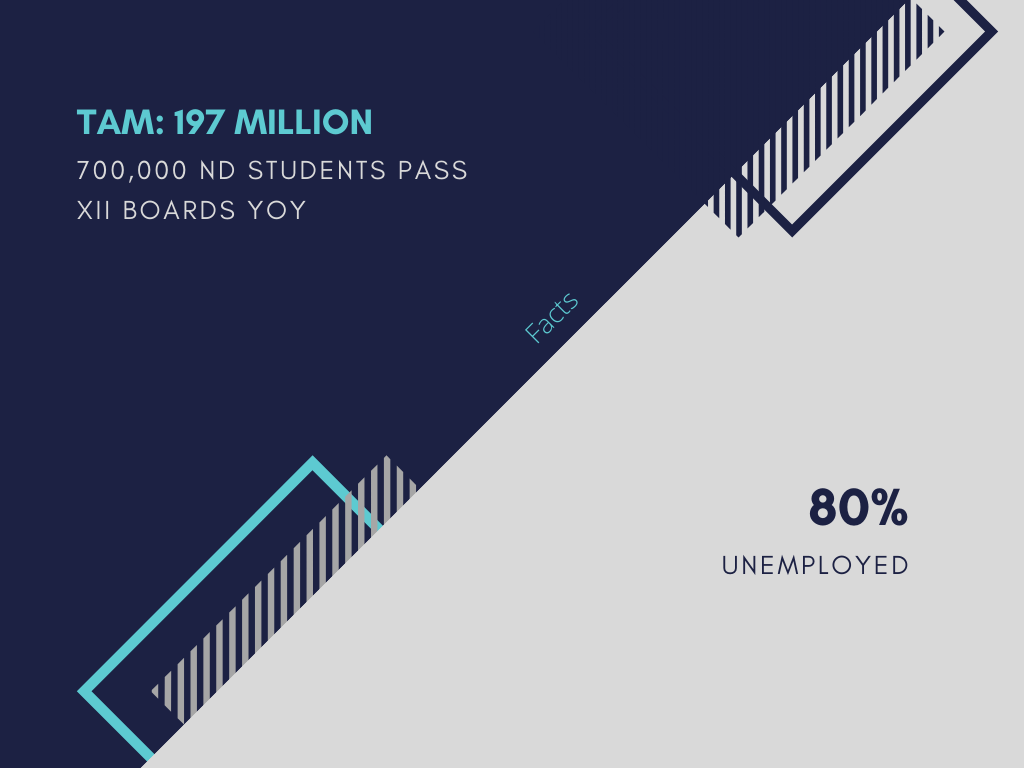 TAM: 197 MILLION
700,000 ND STUDENTS PASS
XII BOARDS YOY
Facts
80%
UNEMPLOYED